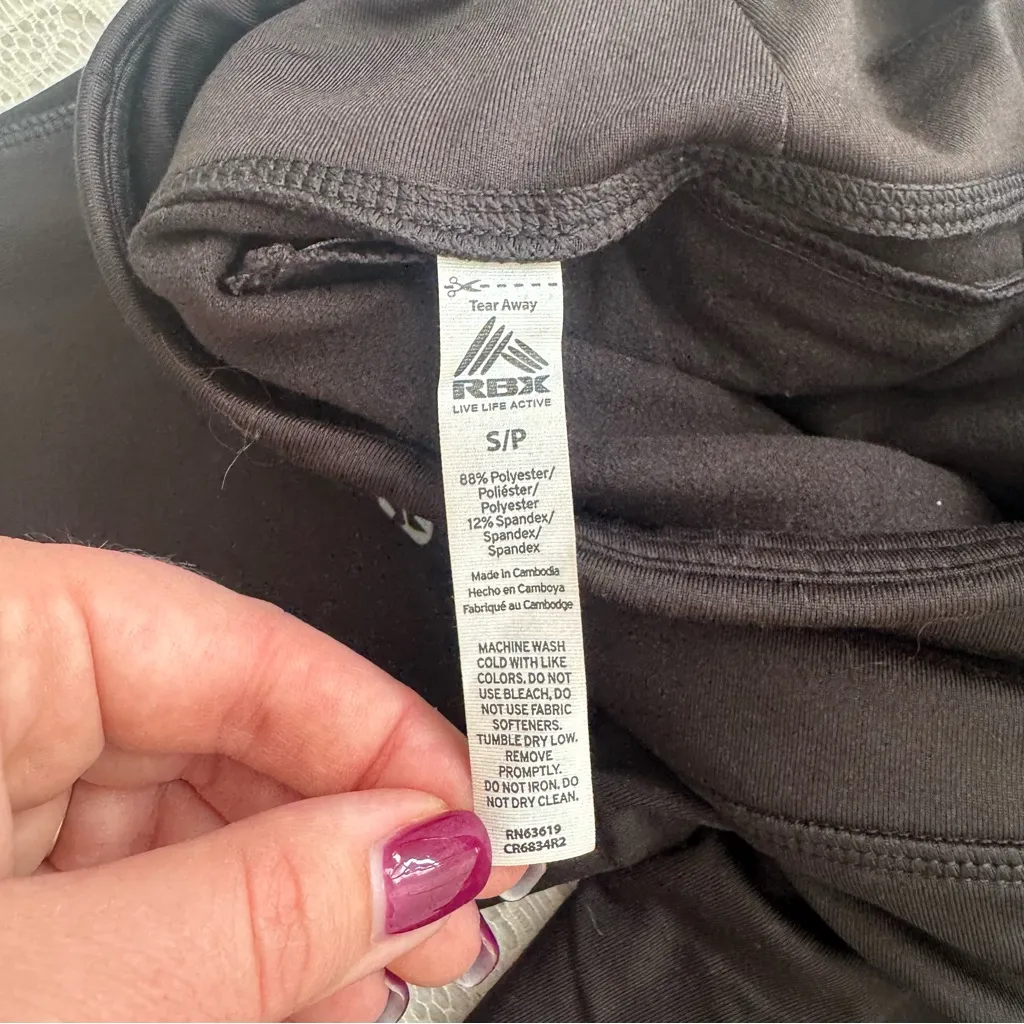 Tear Away
RBX
LIVE LIFE ACTIVE
S/P
88% Polyester/
Poliéster/
Polyester
12% Spandex/
Spandex/
Spandex
Made in Cambodia
Hecho en Camboya
Fabriqué au Cambodge
MACHINE WASH
COLD WITH LIKE
COLORS. DO NOT
USE BLEACH, DO
NOT USE FABRIC
SOFTENERS.
TUMBLE DRY LOW.
REMOVE
PROMPTLY.
DO NOT IRON. DO
NOT DRY CLEAN.
RN63619
CR6834R2